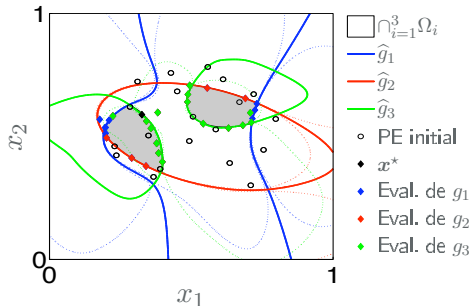 1
x₂
0
0
x₁
1
∩³ᵢ₌₁Ωᵢ
ĝ₁
ĝ₂
ĝ₃
PE initial
x⋆
Eval. de g₁
Eval. de g₂
Eval. de g₃